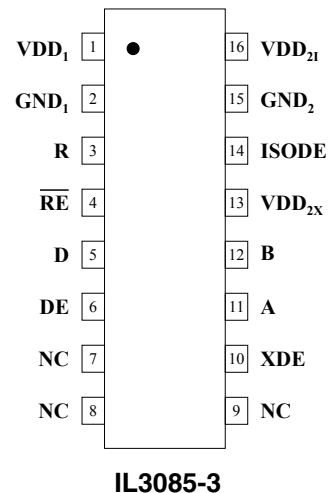 VDD₁ 1 16 VDD₂I
GND₁ 2 15 GND₂
R 3 14 ISODE
R̅E̅ 4 13 VDD₂X
D 5 12 B
DE 6 11 A
NC 7 10 XDE
NC 8 9 NC
IL3085-3